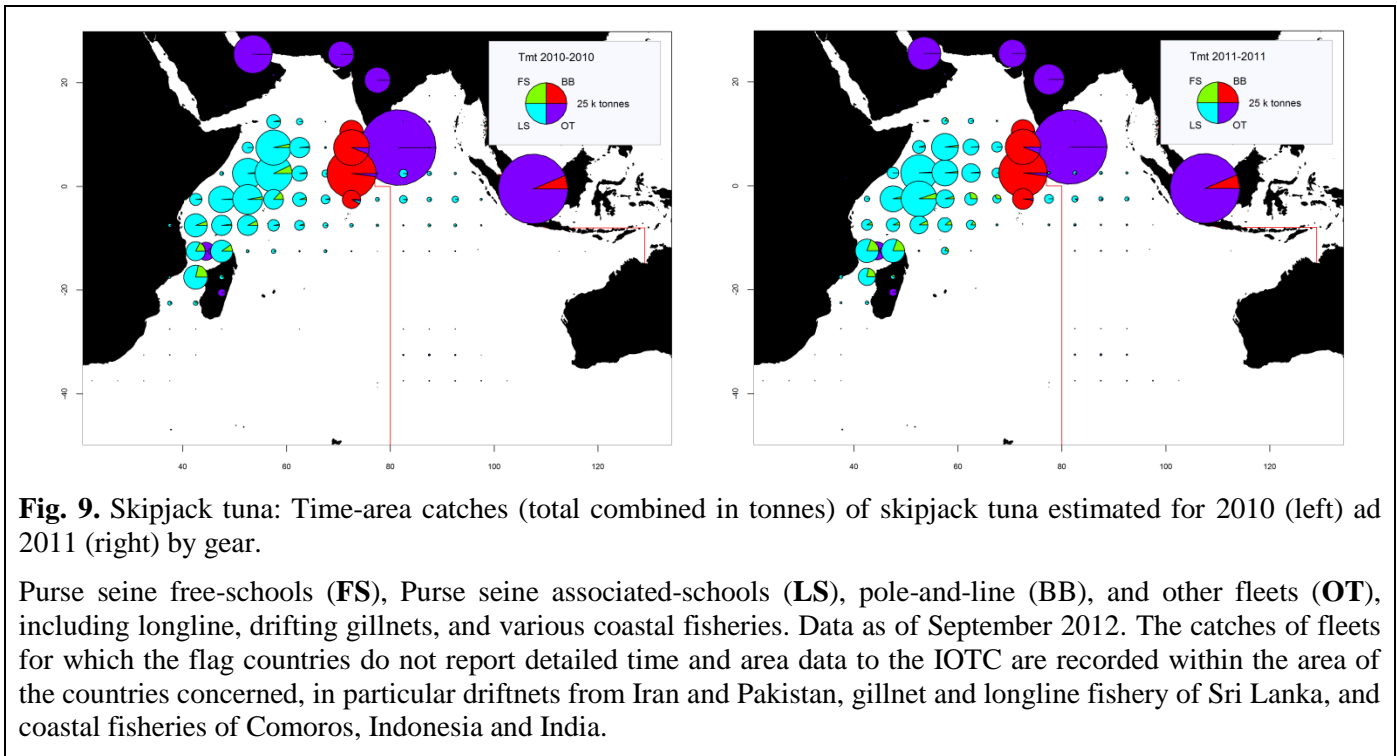 Tmt 2010-2010
FS BB
25 k tonnes
LS OT
20
0
-20
-40
40 60 80 100 120
Tmt 2011-2011
FS BB
25 k tonnes
LS OT
20
0
-20
-40
40 60 80 100 120
Fig. 9. Skipjack tuna: Time-area catches (total combined in tonnes) of skipjack tuna estimated for 2010 (left) ad
2011 (right) by gear.
Purse seine free-schools (FS), Purse seine associated-schools (LS), pole-and-line (BB), and other fleets (OT),
including longline, drifting gillnets, and various coastal fisheries. Data as of September 2012. The catches of fleets
for which the flag countries do not report detailed time and area data to the IOTC are recorded within the area of
the countries concerned, in particular driftnets from Iran and Pakistan, gillnet and longline fishery of Sri Lanka, and
coastal fisheries of Comoros, Indonesia and India.